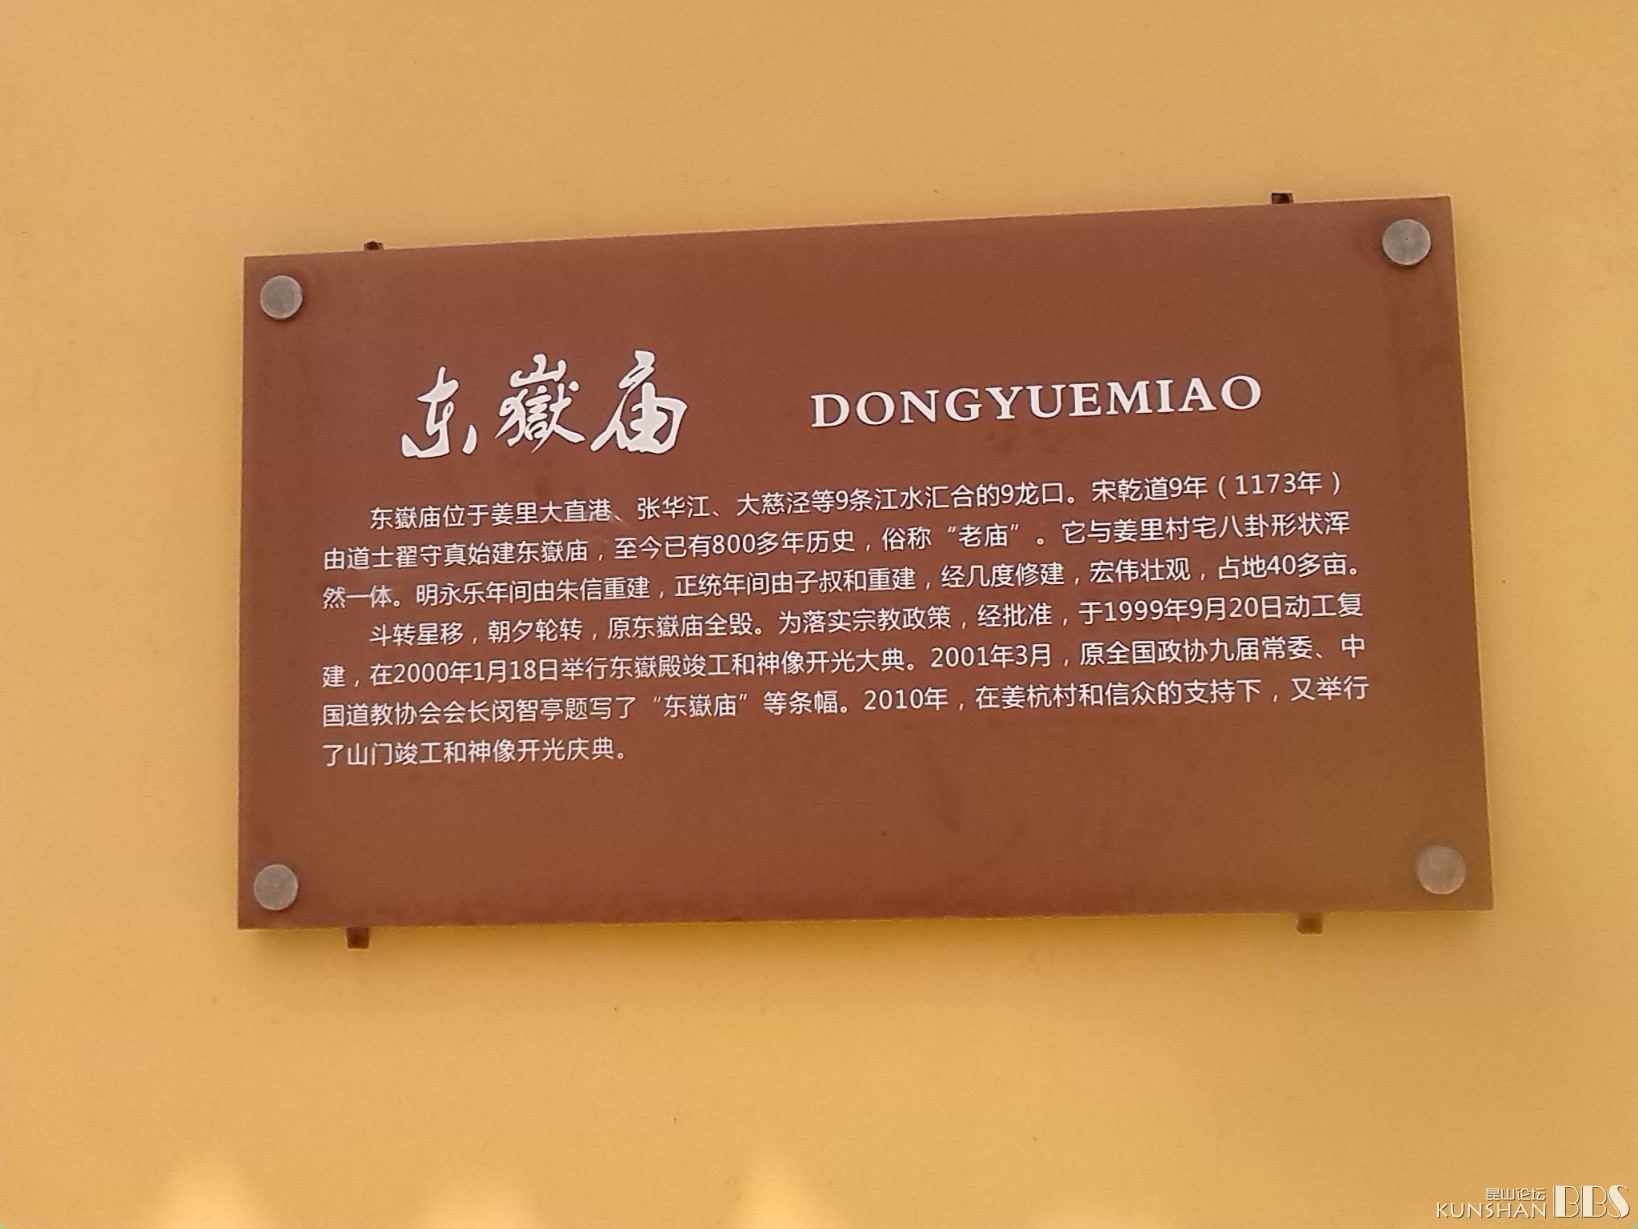 东嶽庙 DONGYUEMIAO
东嶽庙位于姜里大直港、张华江、大慈泾等9条江水汇合的9龙口。宋乾道9年（1173年）
由道士翟守真始建东嶽庙，至今已有800多年历史，俗称“老庙”。它与姜里村宅八卦形状浑
然一体。明永乐年间由朱信重建，正统年间由子叔和重建，经几度修建，宏伟壮观，占地40多亩。
斗转星移，朝夕轮转，原东嶽庙全毁。为落实宗教政策，经批准，于1999年9月20日动工复
建，在2000年1月18日举行东嶽殿竣工和神像开光大典。2001年3月，原全国政协九届常委、中
国道教协会会长闵智亭题写了“东嶽庙”等条幅。2010年，在姜杭村和信众的支持下，又举行
了山门竣工和神像开光庆典。
昆山论坛
KUNSHAN BBS